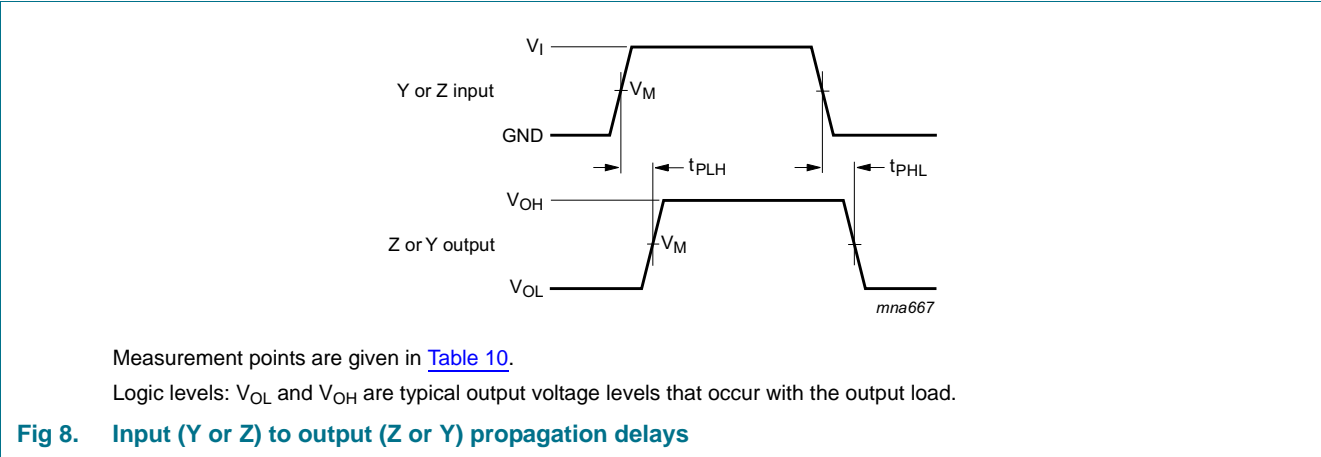 VI
Y or Z input
VM
GND
tPLH
tPHL
VOH
Z or Y output
VM
VOL
mna667
Measurement points are given in Table 10.
Logic levels: VOL and VOH are typical output voltage levels that occur with the output load.
Fig 8. Input (Y or Z) to output (Z or Y) propagation delays